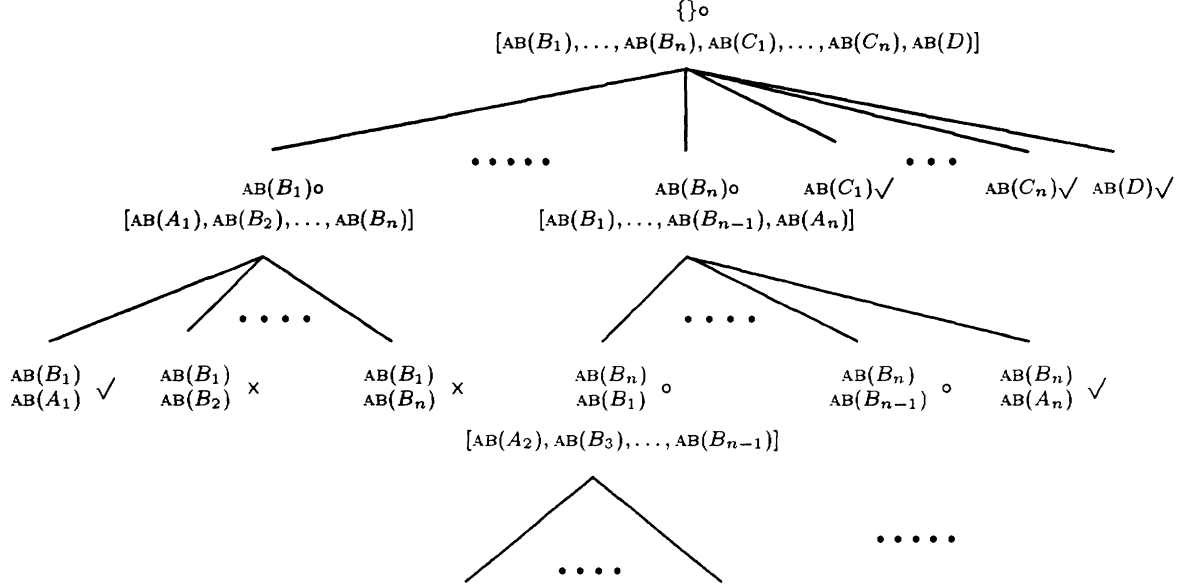 {}∘
[AB(B₁), . . . , AB(Bₙ), AB(C₁), . . . , AB(Cₙ), AB(D)]
AB(B₁)∘ AB(Bₙ)∘ AB(C₁)√ AB(Cₙ)√ AB(D)√
[AB(A₁), AB(B₂), . . . , AB(Bₙ)] [AB(B₁), . . . , AB(Bₙ₋₁), AB(Aₙ)]
AB(B₁) AB(B₁) AB(B₁) AB(Bₙ) AB(Bₙ) AB(Bₙ)
√ × × ∘ ∘ √
AB(A₁) AB(B₂) AB(Bₙ) AB(B₁) AB(Bₙ₋₁) AB(Aₙ)
[AB(A₂), AB(B₃), . . . , AB(Bₙ₋₁)]